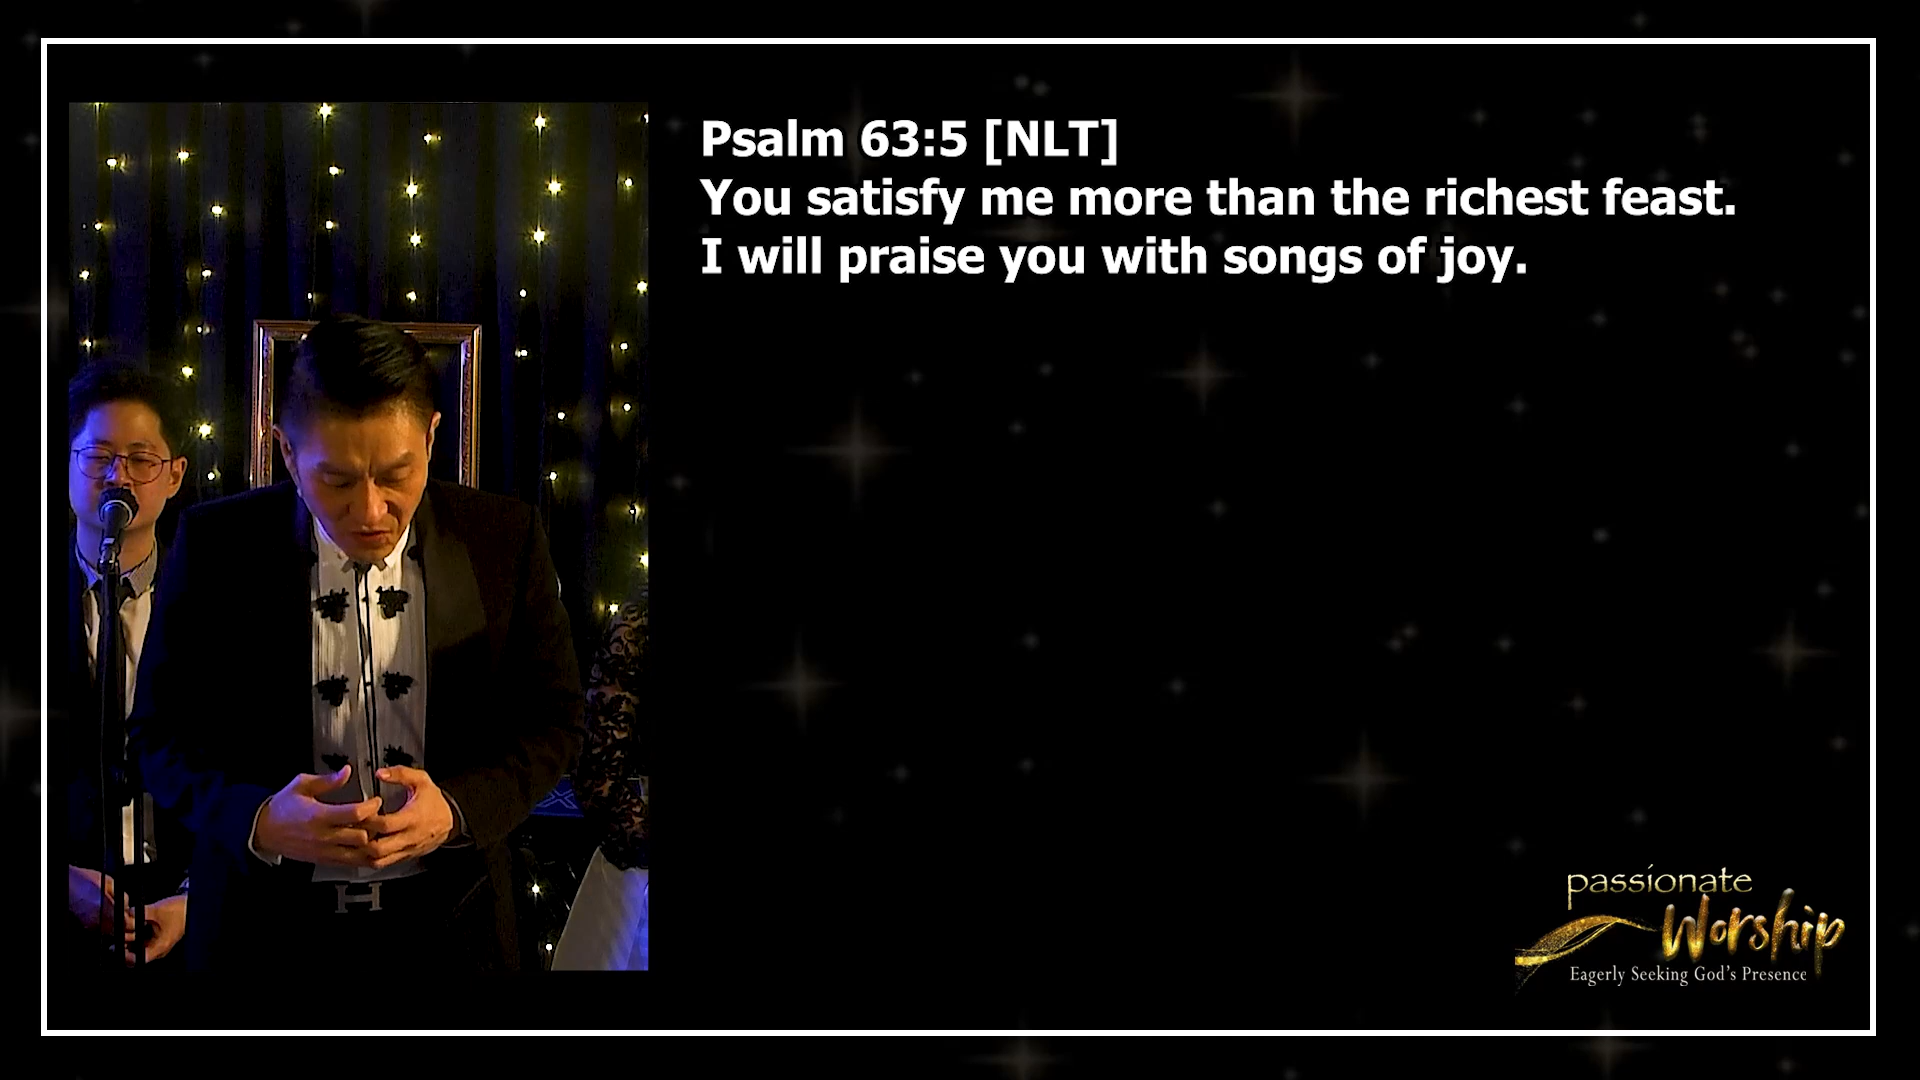 Psalm 63:5 [NLT]
You satisfy me more than the richest feast.
I will praise you with songs of joy.
passionate
Worship
Eagerly Seeking God's Presence